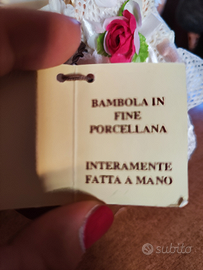 BAMBOLA IN
FINE
PORCELLANA
INTERAMENTE
FATTA A MANO
subito